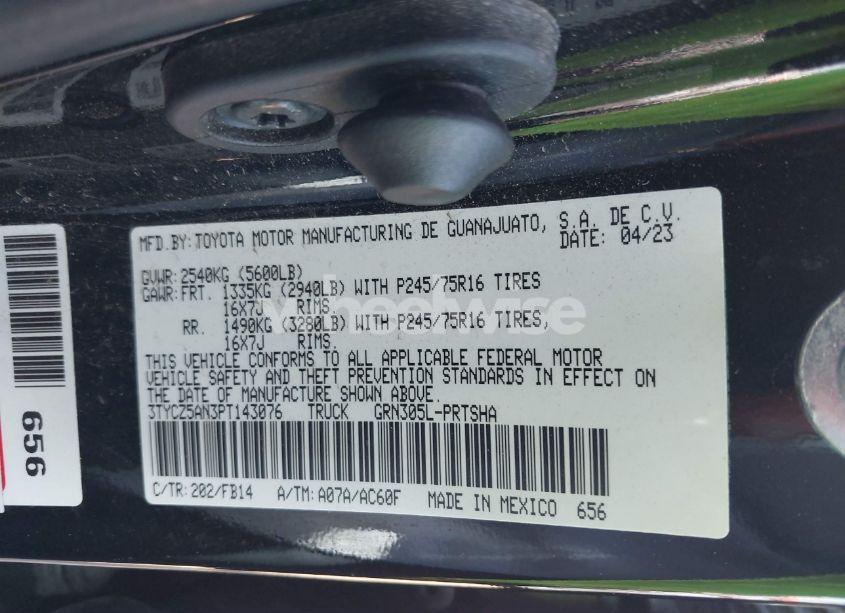 MFD.BY: TOYOTA MOTOR MANUFACTURING DE GUANAJUATO, S.A. DE C.V.
DATE: 04/23
GVWR: 2540KG (5600LB)
GAWR: FRT. 1335KG (2940LB) WITH P245/75R16 TIRES
16X7J RIMS.
RR. 1490KG (3280LB) WITH P245/75R16 TIRES,
16X7J RIMS.
THIS VEHICLE CONFORMS TO ALL APPLICABLE FEDERAL MOTOR
VEHICLE SAFETY AND THEFT PREVENTION STANDARDS IN EFFECT ON
THE DATE OF MANUFACTURE SHOWN ABOVE.
3TYCZ5AN3PT143076 TRUCK GRN305L-PRTSHA
C/TR: 202/FB14 A/TM: A07A/AC60F MADE IN MEXICO 656
656
wheelwise